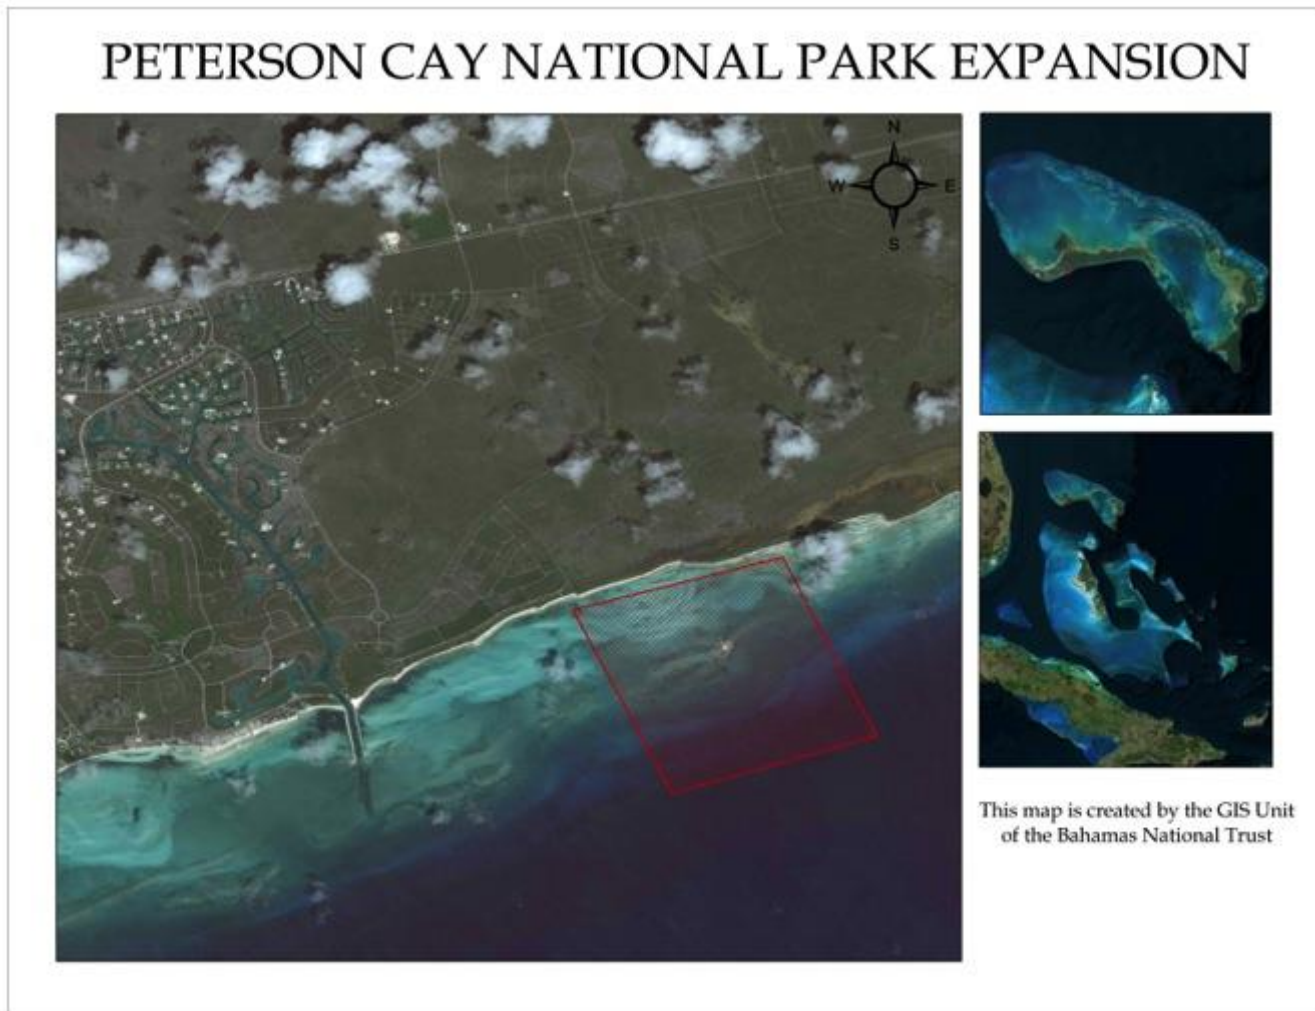 PETERSON CAY NATIONAL PARK EXPANSION
N
W E
S
This map is created by the GIS Unit
of the Bahamas National Trust